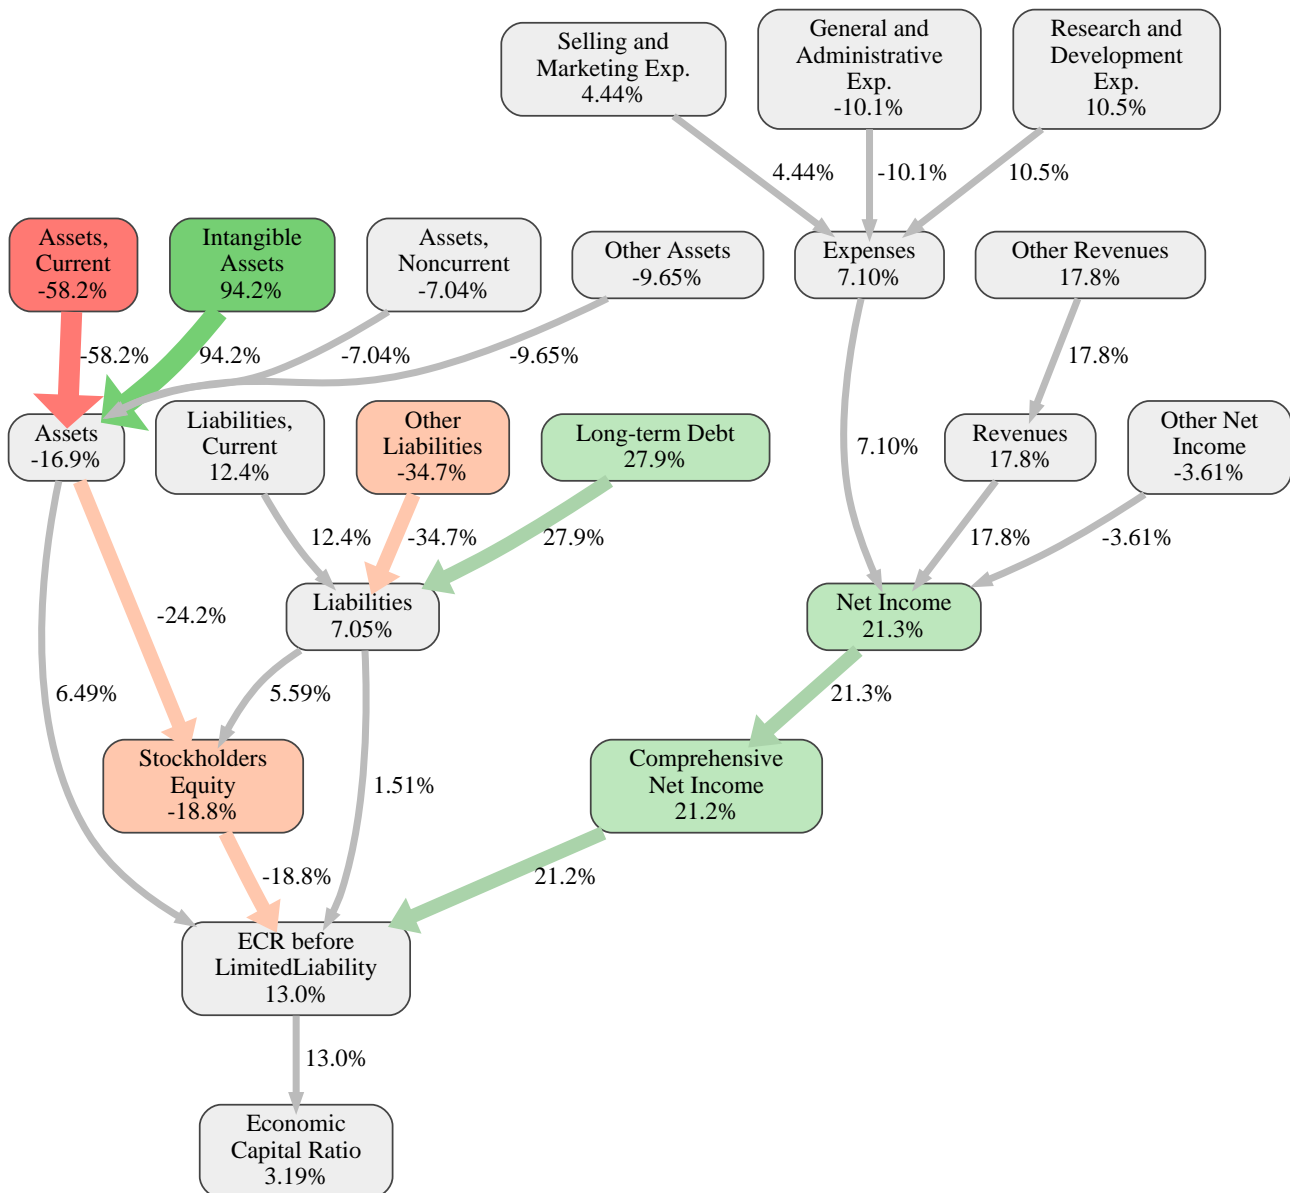 Selling and
Marketing Exp.
4.44%
General and
Administrative
Exp.
-10.1%
Research and
Development
Exp.
10.5%
4.44%
-10.1%
10.5%
Assets,
Current
-58.2%
Intangible
Assets
94.2%
Assets,
Noncurrent
-7.04%
Other Assets
-9.65%
Expenses
7.10%
Other Revenues
17.8%
-58.2%
94.2%
-7.04%
-9.65%
17.8%
Assets
-16.9%
Liabilities,
Current
12.4%
Other
Liabilities
-34.7%
Long-term Debt
27.9%
7.10%
Revenues
17.8%
Other Net
Income
-3.61%
12.4%
-34.7%
27.9%
17.8%
-3.61%
-24.2%
Liabilities
7.05%
Net Income
21.3%
6.49%
5.59%
21.3%
Stockholders
Equity
-18.8%
1.51%
Comprehensive
Net Income
21.2%
-18.8%
21.2%
ECR before
LimitedLiability
13.0%
13.0%
Economic
Capital Ratio
3.19%